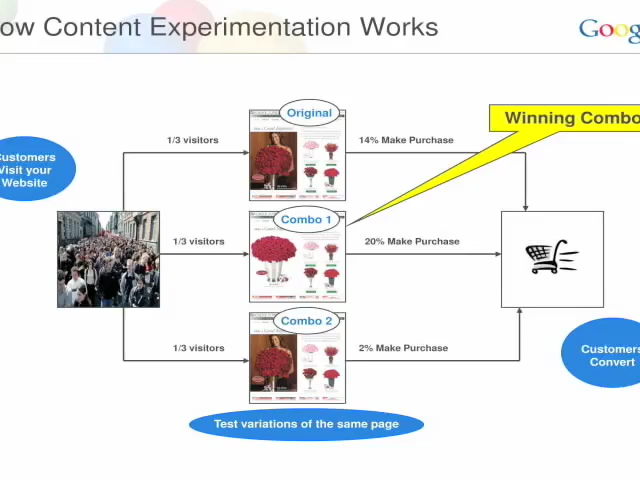 ow Content Experimentation Works
Goog
Original
Winning Combo
1/3 visitors
14% Make Purchase
ustomers
Visit your
Website
Combo 1
1/3 visitors
20% Make Purchase
Combo 2
1/3 visitors
2% Make Purchase
Customers
Convert
Test variations of the same page